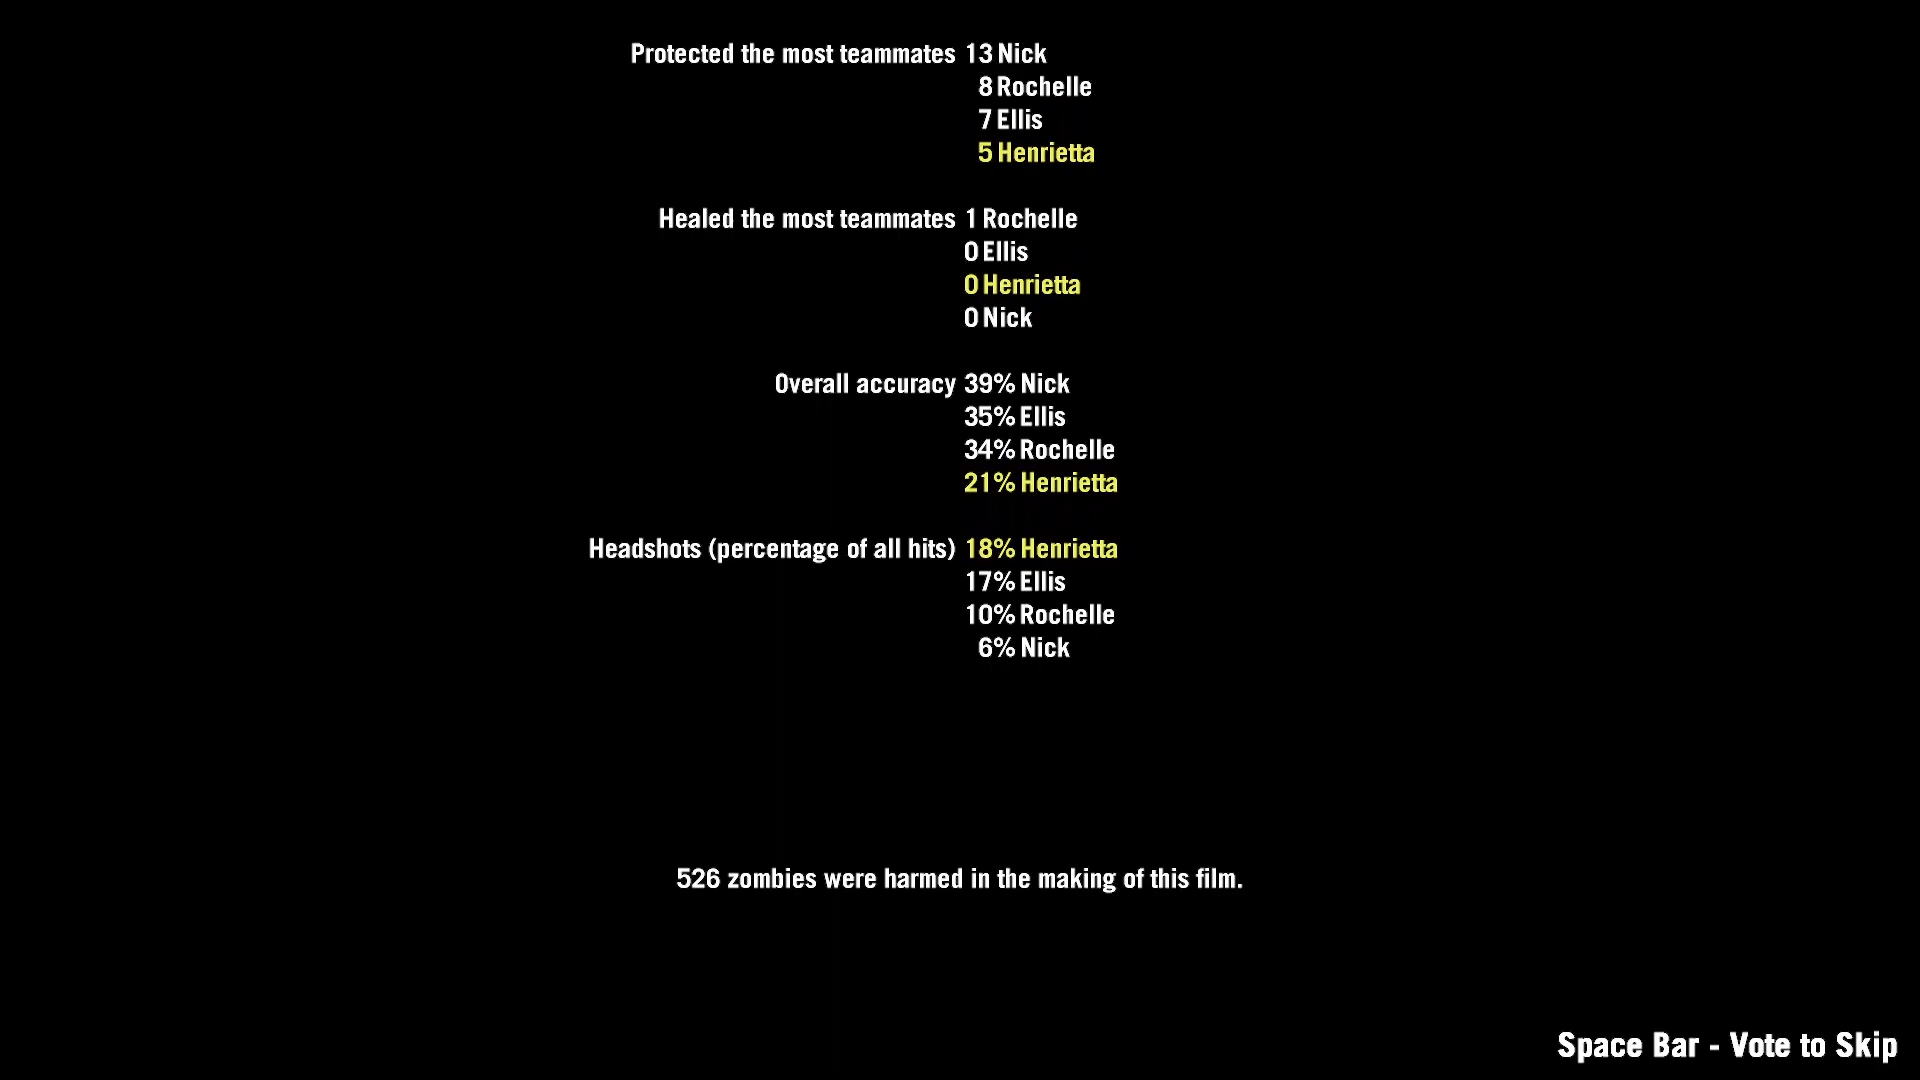 Protected the most teammates 13 Nick
8 Rochelle
7 Ellis
5 Henrietta
Healed the most teammates 1 Rochelle
0 Ellis
0 Henrietta
0 Nick
Overall accuracy 39% Nick
35% Ellis
34% Rochelle
21% Henrietta
Headshots (percentage of all hits) 18% Henrietta
17% Ellis
10% Rochelle
6% Nick
526 zombies were harmed in the making of this film.
Space Bar - Vote to Skip